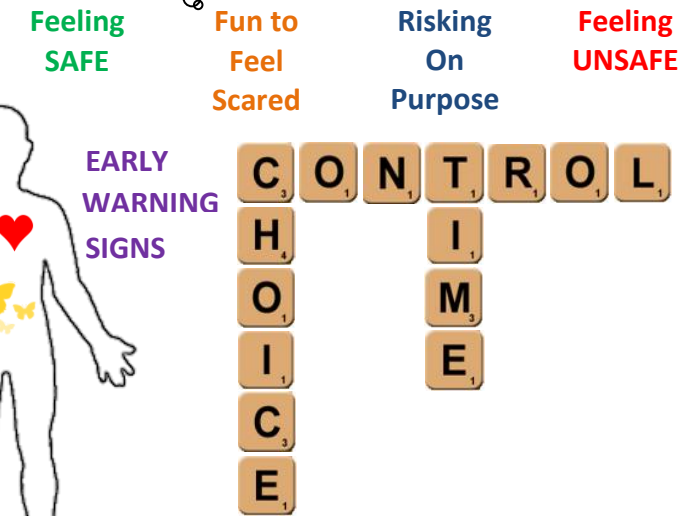 Feeling
SAFE
Fun to
Feel
Scared
Risking
On
Purpose
Feeling
UNSAFE
EARLY
WARNING
SIGNS
CONTROL
CHOICE
TIME